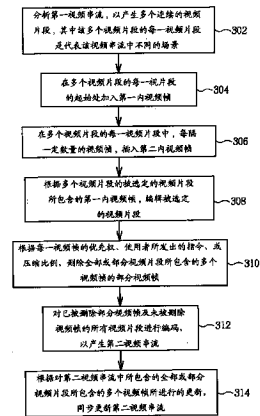 分析第一视频串流，以产生多个连续的视频
片段，其中该多个视频片段的每一视频片段
是代表该视频串流中不同的场景
302
在多个视频片段的每一视片段
的起始处加入第一内视频帧
304
在多个视频片段的每一视频片段中，每隔
一定数量的视频帧，插入第二内视频帧
306
根据多个视频片段的被选定的视频片段
所包含的第一内视频帧，编辑被选定
的视频片段
308
根据每一视频帧的优先权、使用者所发出的指令、或
压缩比例，删除全部或部分视频片段所包含的多个
视频帧的部分视频帧
310
对已被删除部分视频帧及未被删除
视频帧的所有视频片段进行编码，
以产生第二视频串流
312
根据对第二视频串流中所包含的全部或部分
视频片段所包含的多个视频帧所进行的更新，
同步更新第二视频串流
314